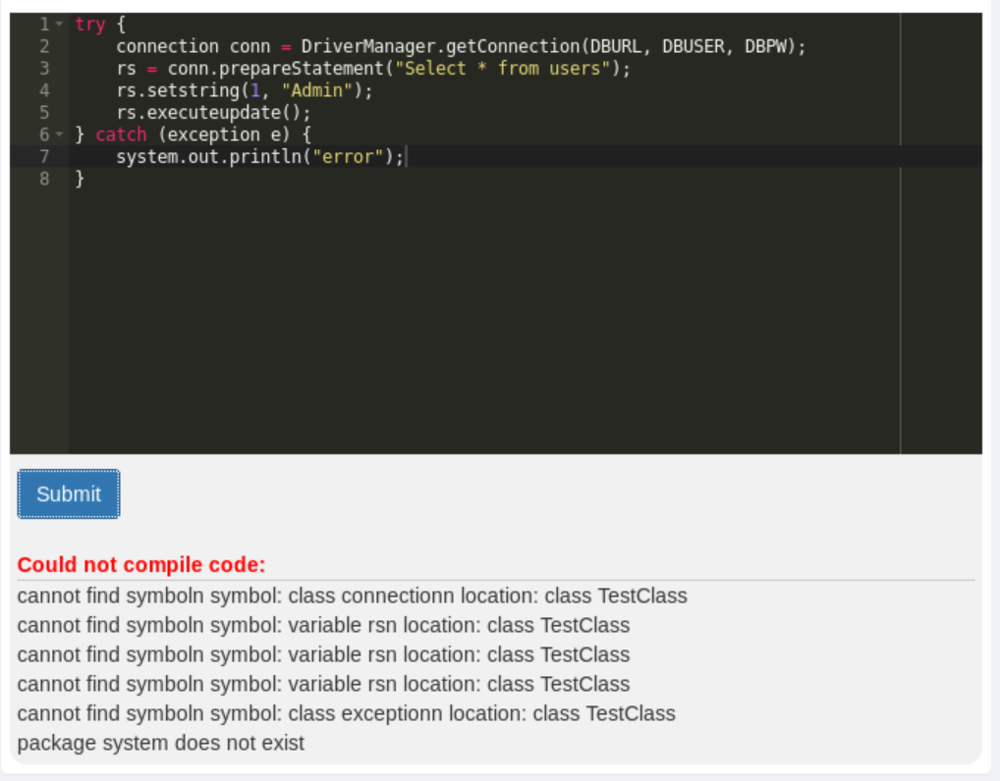 1 try {
2 connection conn = DriverManager.getConnection(DBURL, DBUSER, DBPW);
3 rs = conn.prepareStatement("Select * from users");
4 rs.setstring(1, "Admin");
5 rs.executeupdate();
6 } catch (exception e) {
7 system.out.println("error");
8 }
Submit
Could not compile code:
cannot find symboln symbol: class connectionn location: class TestClass
cannot find symboln symbol: variable rsn location: class TestClass
cannot find symboln symbol: variable rsn location: class TestClass
cannot find symboln symbol: variable rsn location: class TestClass
cannot find symboln symbol: class exceptionn location: class TestClass
package system does not exist